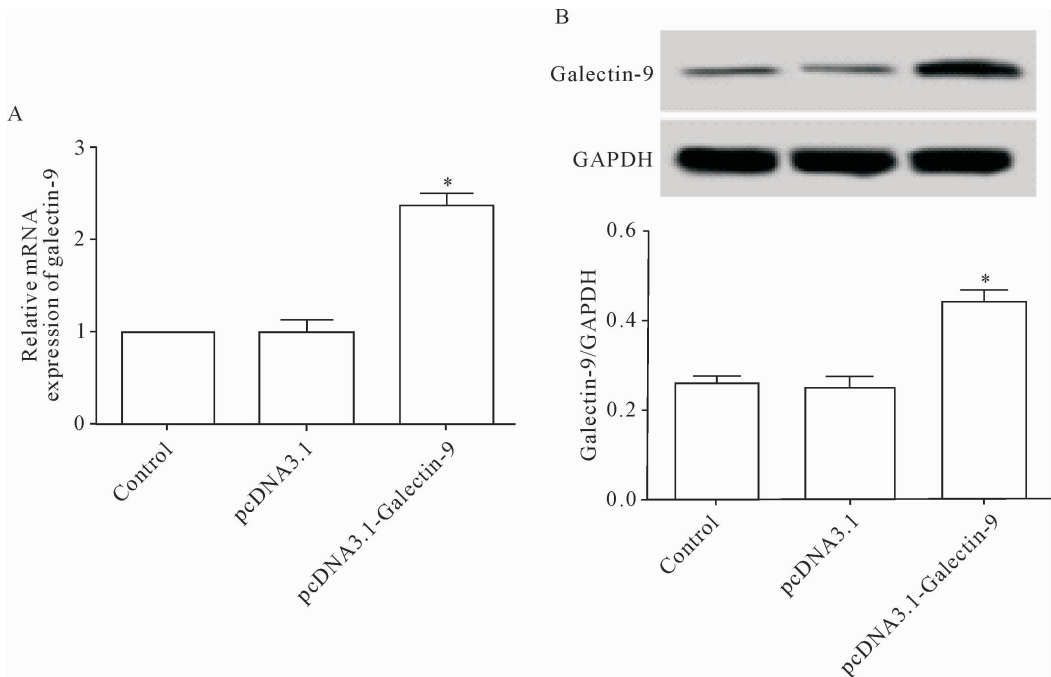 A
Relative mRNA
expression of galectin-9
3
2
1
0
*
Control
pcDNA3.1
pcDNA3.1-Galectin-9
B
Galectin-9
GAPDH
Galectin-9/GAPDH
0.6
0.4
0.2
0.0
*
Control
pcDNA3.1
pcDNA3.1-Galectin-9